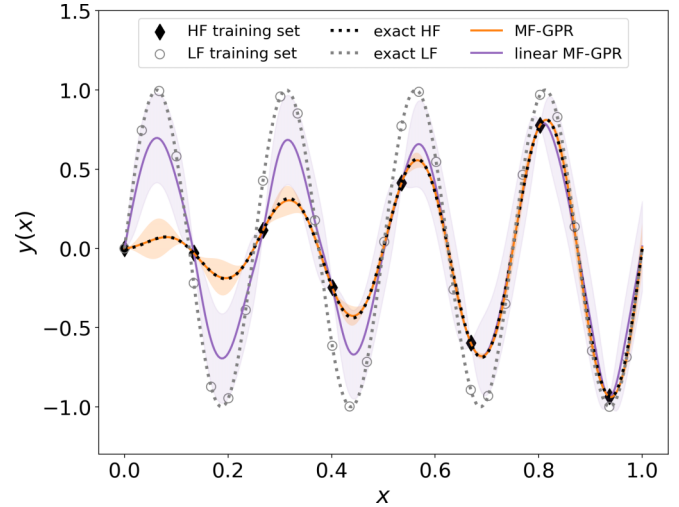 HF training set exact HF MF-GPR
LF training set exact LF linear MF-GPR
1.5
1.0
0.5
0.0
−0.5
−1.0
y(x)
0.0 0.2 0.4 0.6 0.8 1.0
x